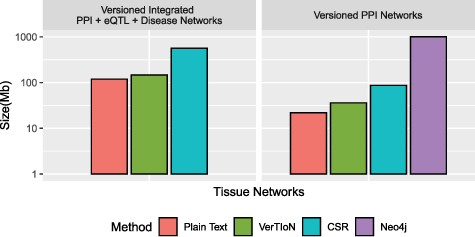 Versioned Integrated
PPI + eQTL + Disease Networks
Versioned PPI Networks
Size(Mb)
1000
100
10
1
Tissue Networks
Method
Plain Text
VerTIoN
CSR
Neo4j